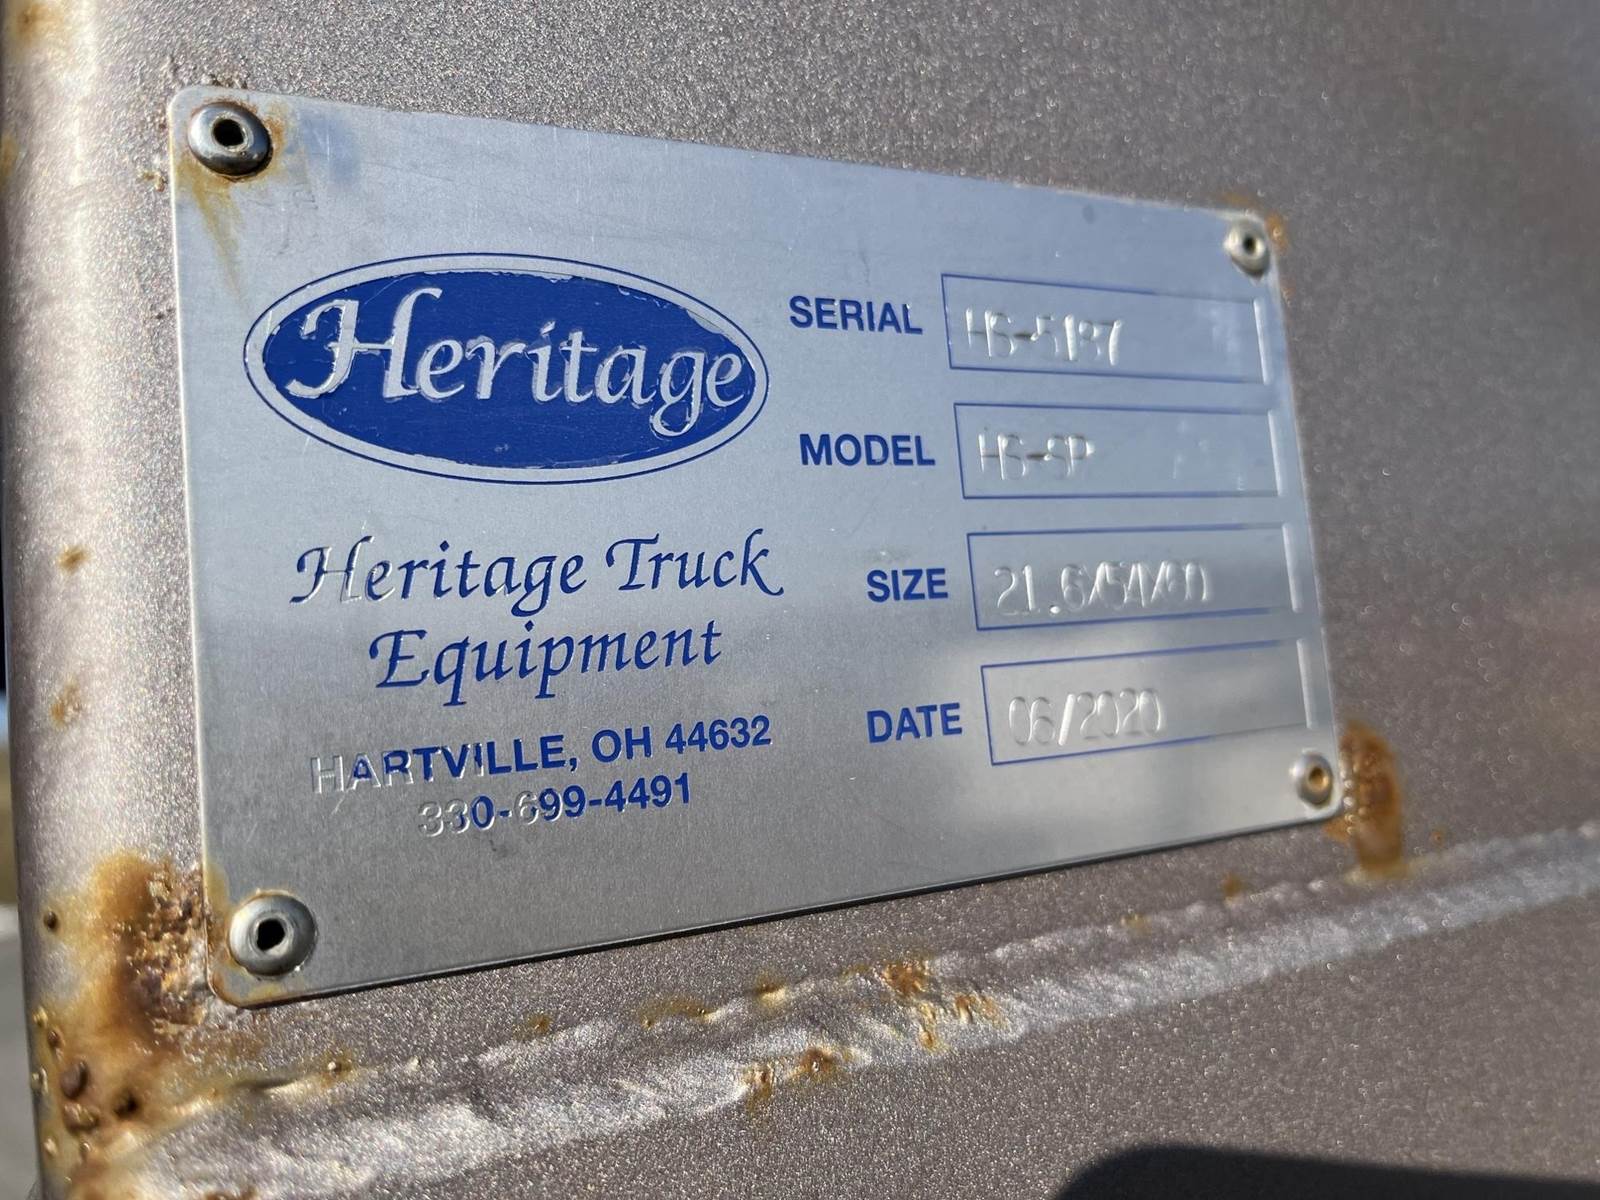 Heritage
Heritage Truck
Equipment
HARTVILLE, OH 44632
330-699-4491
SERIAL HS-5187
MODEL HS-SP
SIZE 21.6/54/60
DATE 06/2020